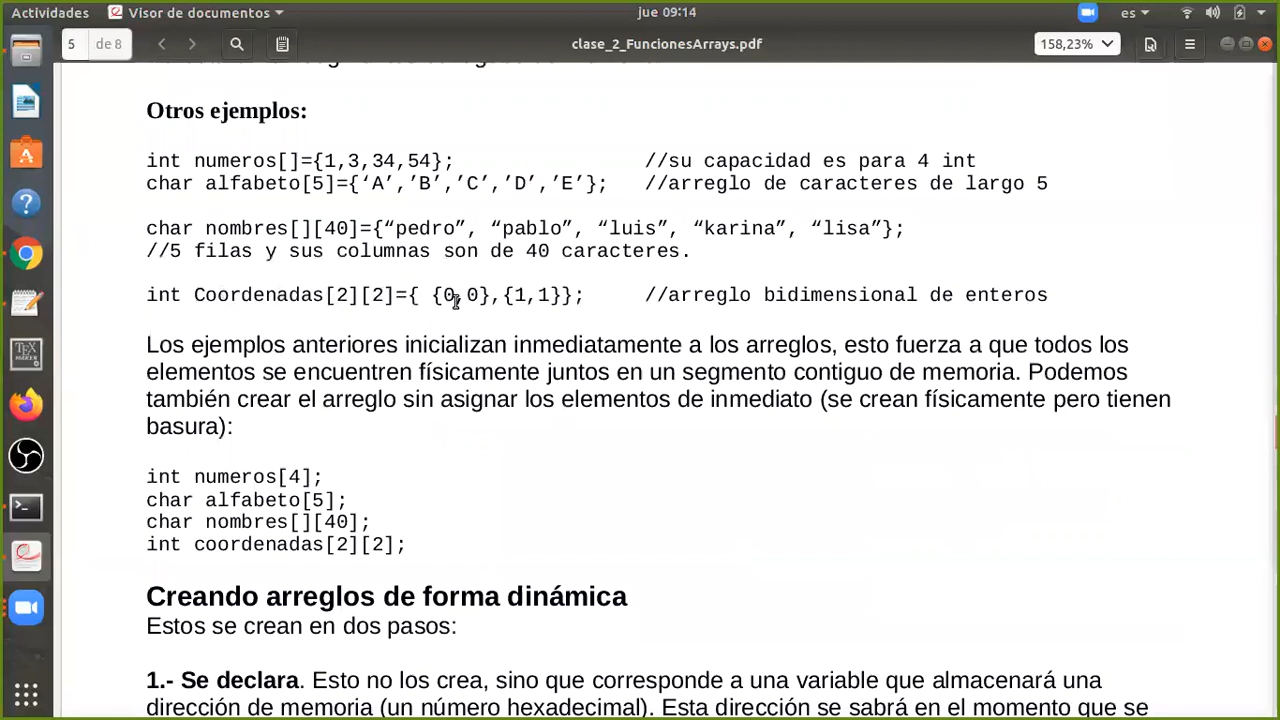 Actividades
Visor de documentos
jue 09:14
es
5
de 8
clase_2_FuncionesArrays.pdf
158,23%
Otros ejemplos:
int numeros[]={1,3,34,54}; //su capacidad es para 4 int
char alfabeto[5]={‘A’,’B’,’C’,’D’,’E’}; //arreglo de caracteres de largo 5
char nombres[][40]={“pedro”, “pablo”, “luis”, “karina”, “lisa”};
//5 filas y sus columnas son de 40 caracteres.
int Coordenadas[2][2]={ {0,0},{1,1}}; //arreglo bidimensional de enteros
Los ejemplos anteriores inicializan inmediatamente a los arreglos, esto fuerza a que todos los
elementos se encuentren físicamente juntos en un segmento contiguo de memoria. Podemos
también crear el arreglo sin asignar los elementos de inmediato (se crean físicamente pero tienen
basura):
int numeros[4];
char alfabeto[5];
char nombres[][40];
int coordenadas[2][2];
Creando arreglos de forma dinámica
Estos se crean en dos pasos:
1.- Se declara. Esto no los crea, sino que corresponde a una variable que almacenará una
dirección de memoria (un número hexadecimal). Esta dirección se sabrá en el momento que se